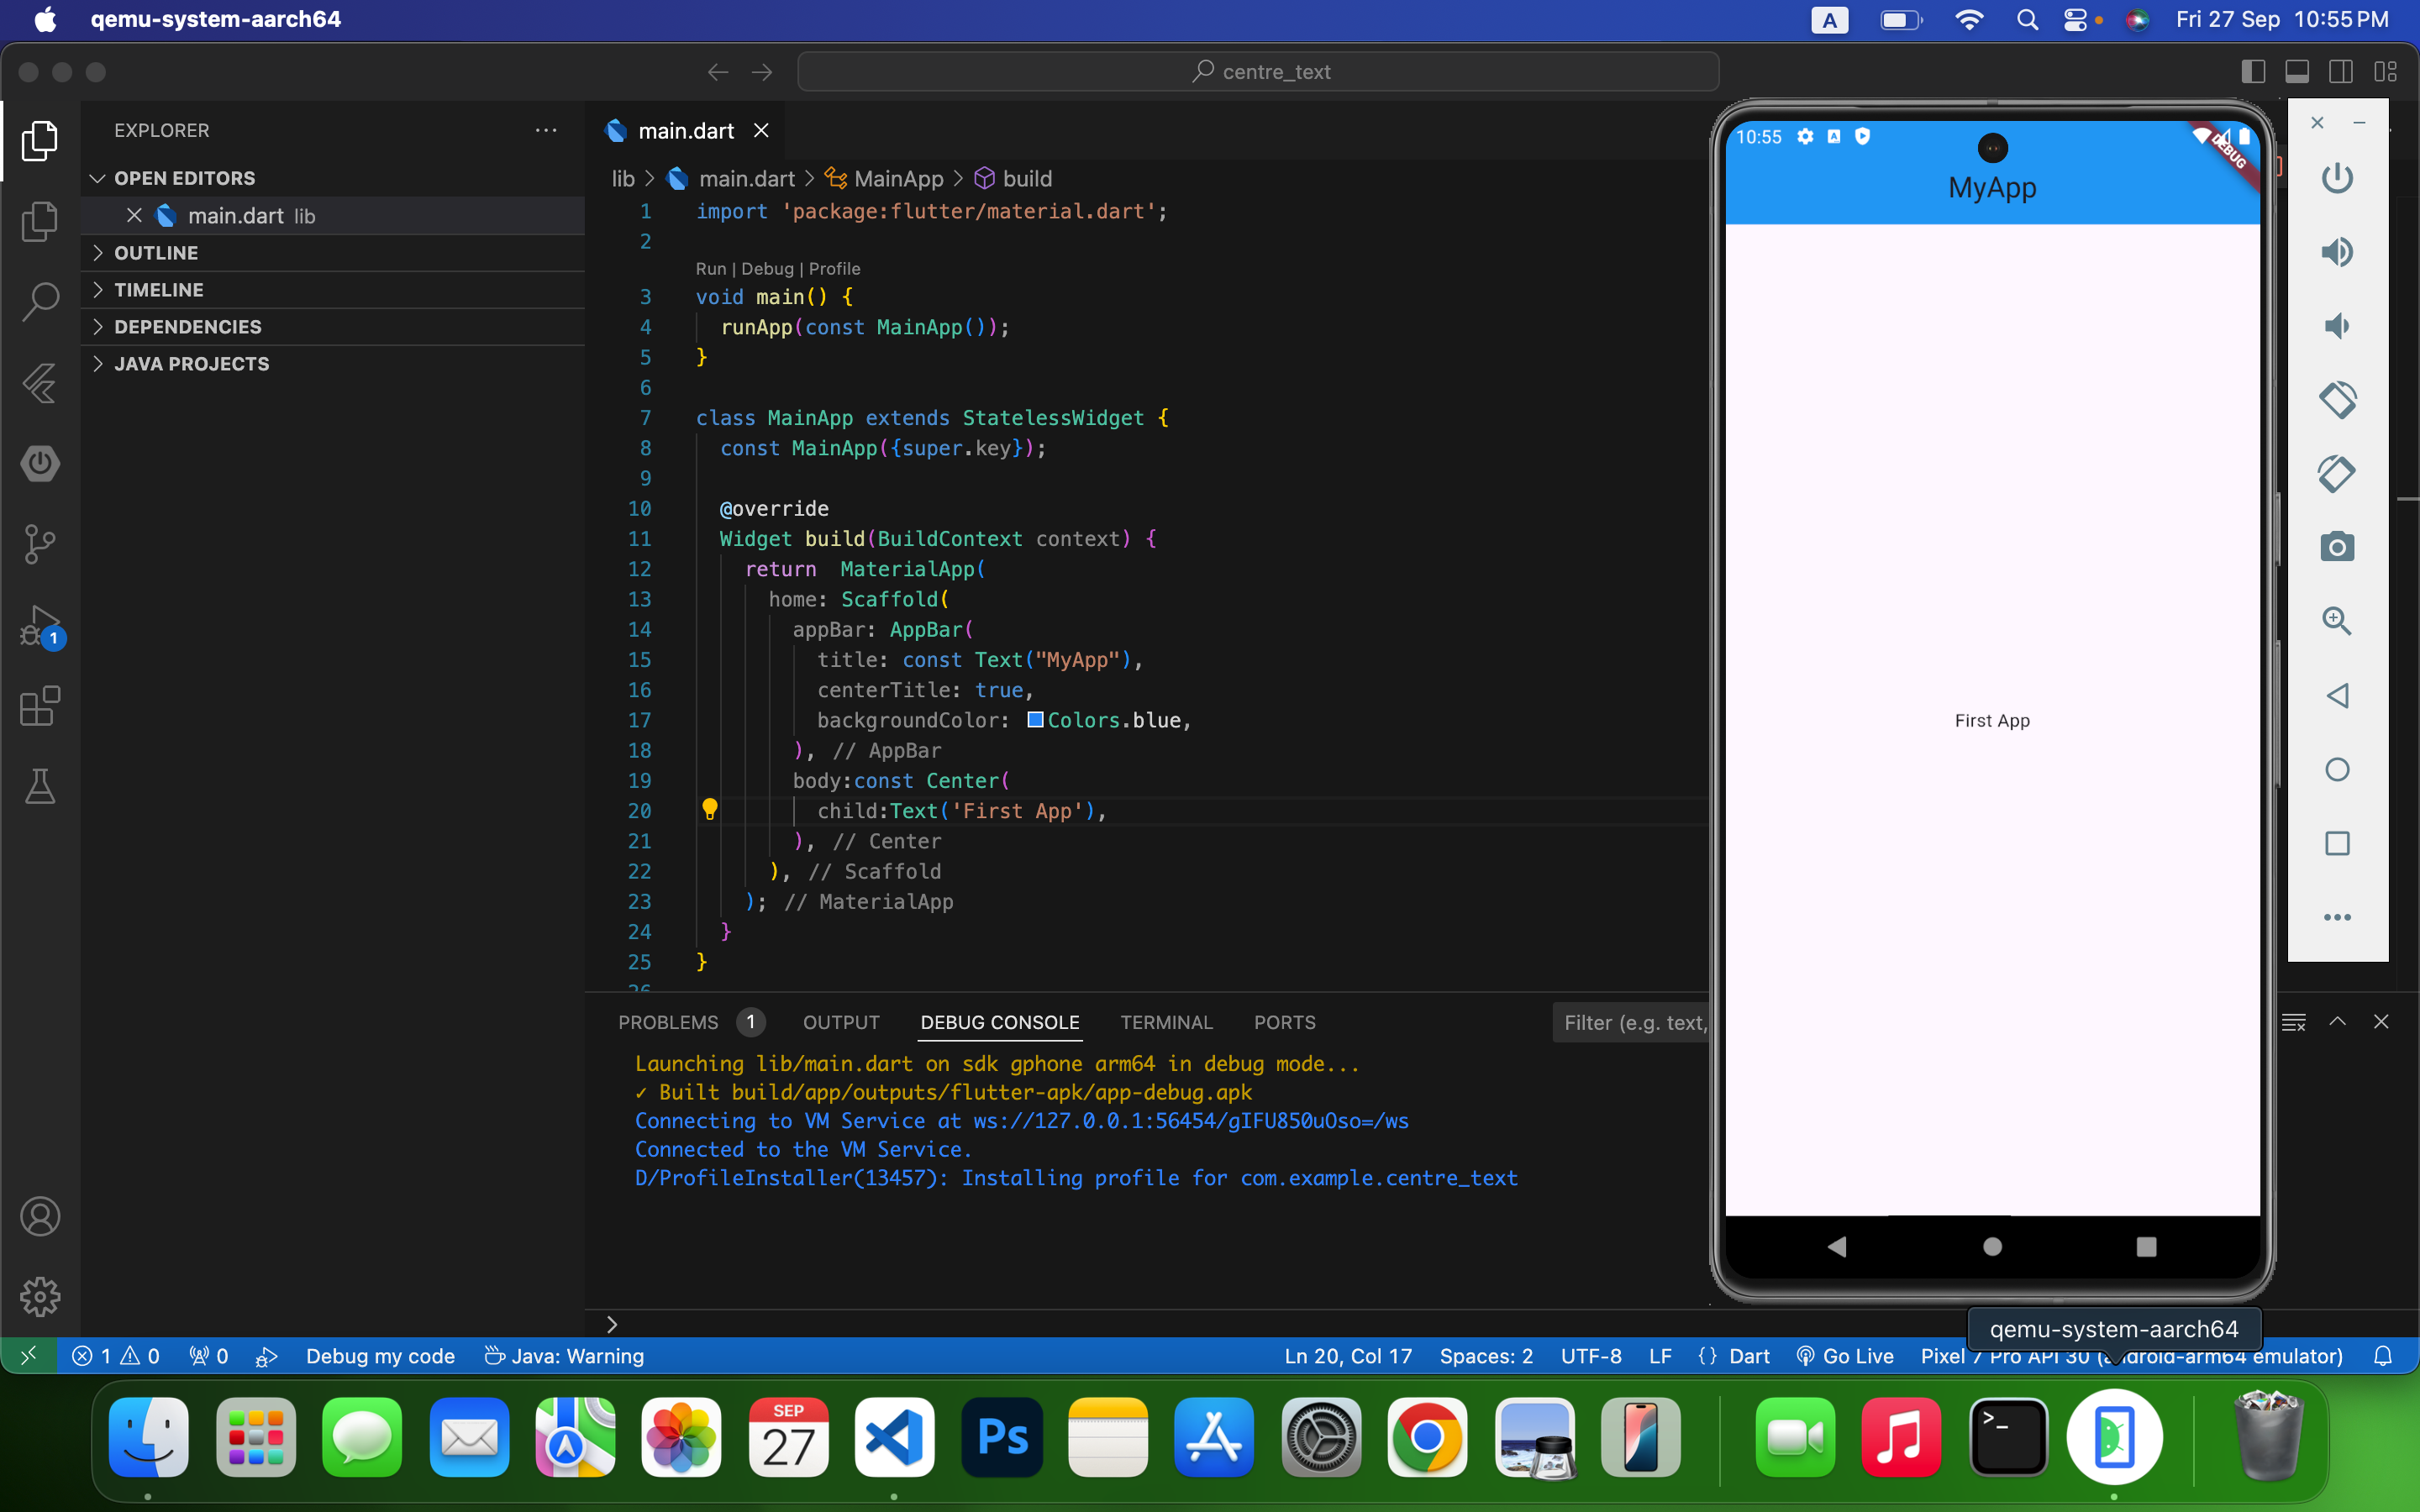 qemu-system-aarch64
A
Fri 27 Sep 10:55 PM
centre_text
EXPLORER
OPEN EDITORS
main.dart lib
OUTLINE
TIMELINE
DEPENDENCIES
JAVA PROJECTS
1
main.dart
lib > main.dart > MainApp > build
1 import 'package:flutter/material.dart';
2
Run | Debug | Profile
3 void main() {
4 runApp(const MainApp());
5 }
6
7 class MainApp extends StatelessWidget {
8 const MainApp({super.key});
9
10 @override
11 Widget build(BuildContext context) {
12 return  MaterialApp(
13 home: Scaffold(
14 appBar: AppBar(
15 title: const Text("MyApp"),
16 centerTitle: true,
17 backgroundColor: Colors.blue,
18 ), // AppBar
19 body:const Center(
20 child:Text('First App'),
21 ), // Center
22 ), // Scaffold
23 ); // MaterialApp
24 }
25 }
26
PROBLEMS 1 OUTPUT DEBUG CONSOLE TERMINAL PORTS
Filter (e.g. text,
Launching lib/main.dart on sdk gphone arm64 in debug mode...
✓ Built build/app/outputs/flutter-apk/app-debug.apk
Connecting to VM Service at ws://127.0.0.1:56454/gIFU850uOso=/ws
Connected to the VM Service.
D/ProfileInstaller(13457): Installing profile for com.example.centre_text
>
10:55
A
DEBUG
MyApp
First App
qemu-system-aarch64
1 0 0 Debug my code Java: Warning
Ln 20, Col 17 Spaces: 2 UTF-8 LF {} Dart Go Live Pixel 7 Pro API 30 (android-arm64 emulator)
SEP
27
Ps
>_